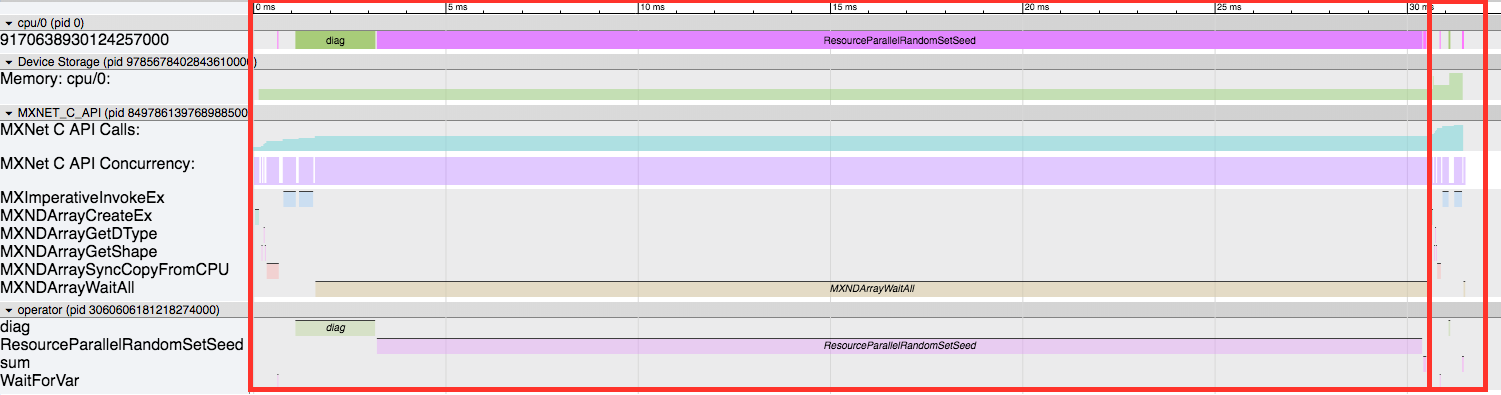 0 ms 5 ms 10 ms 15 ms 20 ms 25 ms 30 ms
cpu/0 (pid 0)
9170638930124257000 diag ResourceParallelRandomSetSeed
Device Storage (pid 9785678402843610000)
Memory: cpu/0:
MXNET_C_API (pid 849786139768988500
MXNet C API Calls:
MXNet C API Concurrency:
MXImperativeInvokeEx
MXNDArrayCreateEx
MXNDArrayGetDType
MXNDArrayGetShape
MXNDArraySyncCopyFromCPU
MXNDArrayWaitAll MXNDArrayWaitAll
operator (pid 3060606181218274000)
diag diag
ResourceParallelRandomSetSeed ResourceParallelRandomSetSeed
sum
WaitForVar